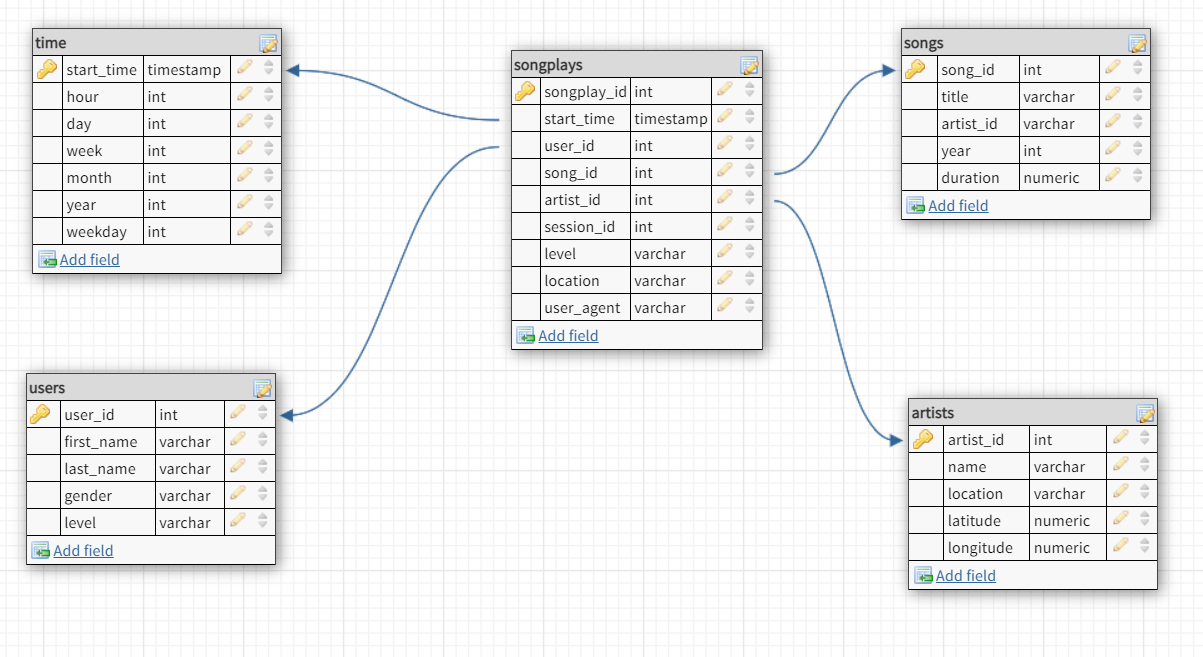 time
start_time timestamp
hour int
day int
week int
month int
year int
weekday int
Add field
songplays
songplay_id int
start_time timestamp
user_id int
song_id int
artist_id int
session_id int
level varchar
location varchar
user_agent varchar
Add field
songs
song_id int
title varchar
artist_id varchar
year int
duration numeric
Add field
users
user_id int
first_name varchar
last_name varchar
gender varchar
level varchar
Add field
artists
artist_id int
name varchar
location varchar
latitude numeric
longitude numeric
Add field